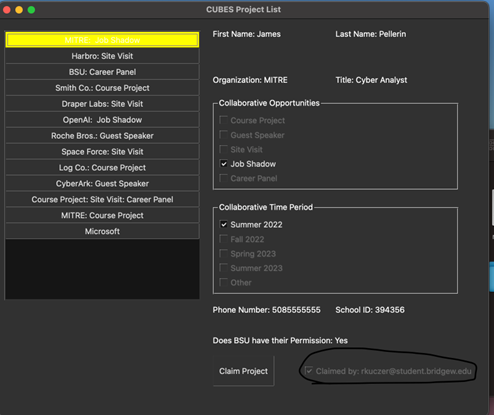 CUBES Project List
MITRE: Job Shadow
Harbro: Site Visit
BSU: Career Panel
Smith Co.: Course Project
Draper Labs: Site Visit
OpenAI: Job Shadow
Roche Bros.: Guest Speaker
Space Force: Site Visit
Log Co.: Course Project
CyberArk: Guest Speaker
Course Project: Site Visit: Career Panel
MITRE: Course Project
Microsoft
First Name: James
Last Name: Pellerin
Organization: MITRE
Title: Cyber Analyst
Collaborative Opportunities
Course Project
Guest Speaker
Site Visit
Job Shadow
Career Panel
Collaborative Time Period
Summer 2022
Fall 2022
Spring 2023
Summer 2023
Other
Phone Number: 5085555555
School ID: 394356
Does BSU have their Permission: Yes
Claim Project
Claimed by: rkuczer@student.bridgew.edu